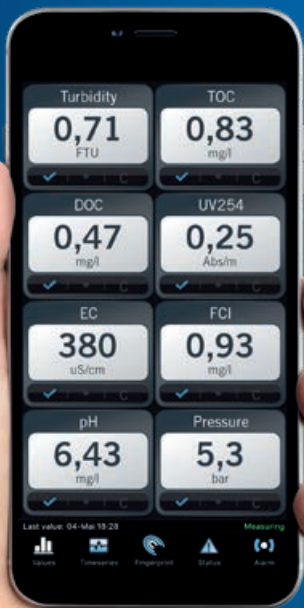 Turbidity TOC
0,71 0,83
FTU mg/l
DOC UV254
0,47 0,25
mg/l Abs/m
EC FCI
380 0,93
uS/cm mg/l
pH Pressure
6,43 5,3
mg/l bar
Last value: 04-Mai 18:28 Measuring
Values Timeseries Fingerprint Status Alarm